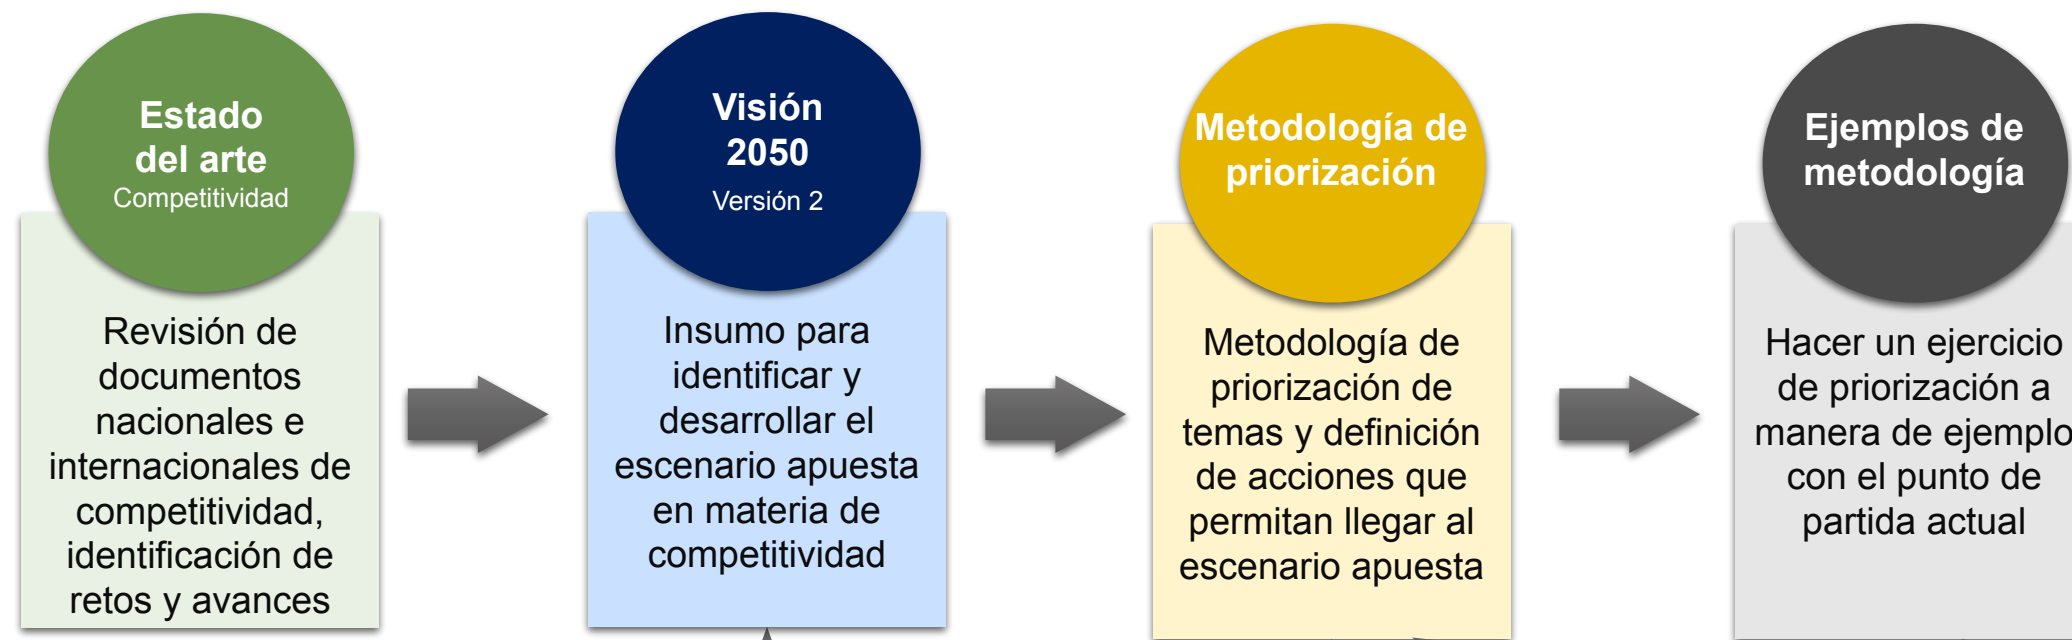 Estado
del arte
Competitividad
Revisión de
documentos
nacionales e
internacionales de
competitividad,
identificación de
retos y avances
Visión
2050
Versión 2
Insumo para
identificar y
desarrollar el
escenario apuesta
en materia de
competitividad
Metodología de
priorización
Metodología de
priorización de
temas y definición
de acciones que
permitan llegar al
escenario apuesta
Ejemplos de
metodología
Hacer un ejercicio
de priorización a
manera de ejemplo
con el punto de
partida actual